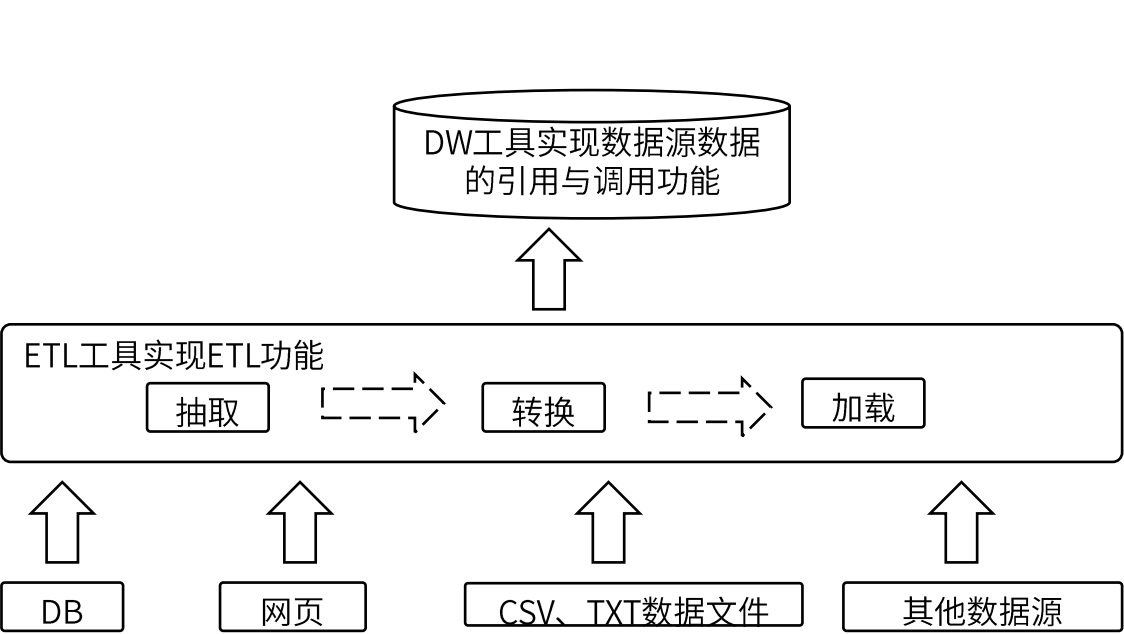 DW工具实现数据源数据
的引用与调用功能
ETL工具实现ETL功能
抽取
转换
加载
DB
网页
CSV、TXT数据文件
其他数据源